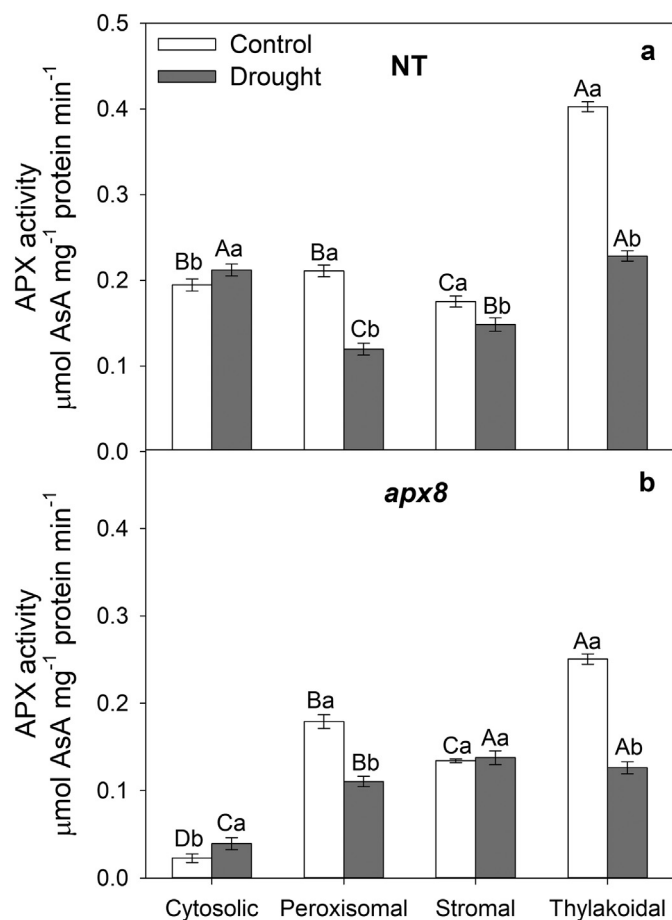 0.5
Control
Drought
NT
a
0.4
0.3
0.2
0.1
0.0
APX activity
μmol AsA mg⁻¹ protein min⁻¹
Bb
Aa
Ba
Cb
Ca
Bb
Aa
Ab
apx8
b
0.4
0.3
0.2
0.1
0.0
APX activity
μmol AsA mg⁻¹ protein min⁻¹
Db
Ca
Ba
Bb
Ca
Aa
Aa
Ab
Cytosolic Peroxisomal Stromal Thylakoidal